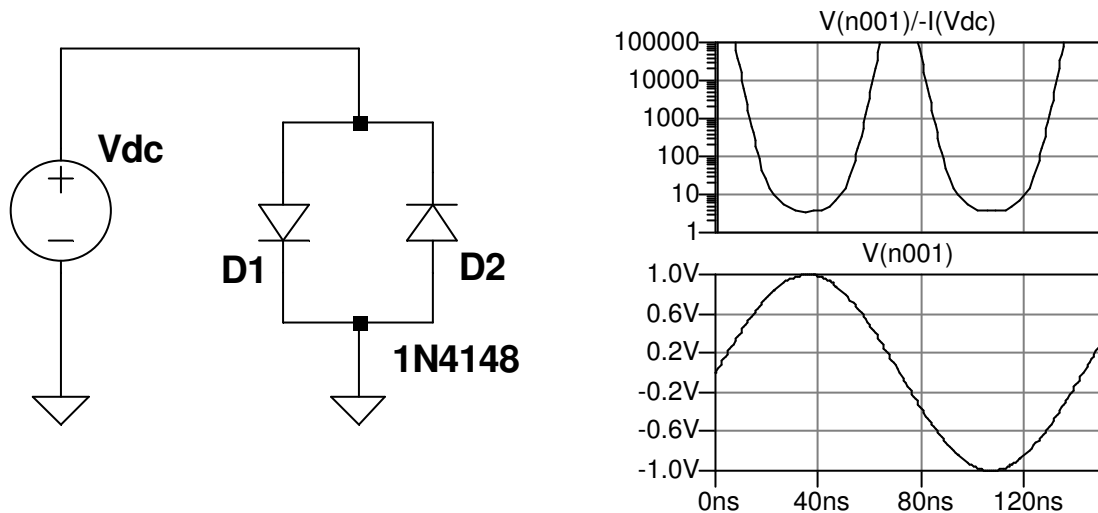 Vdc
D1
D2
1N4148
V(n001)/-I(Vdc)
100000
10000
1000
100
10
1
V(n001)
1.0V
0.6V
0.2V
-0.2V
-0.6V
-1.0V
0ns 40ns 80ns 120ns